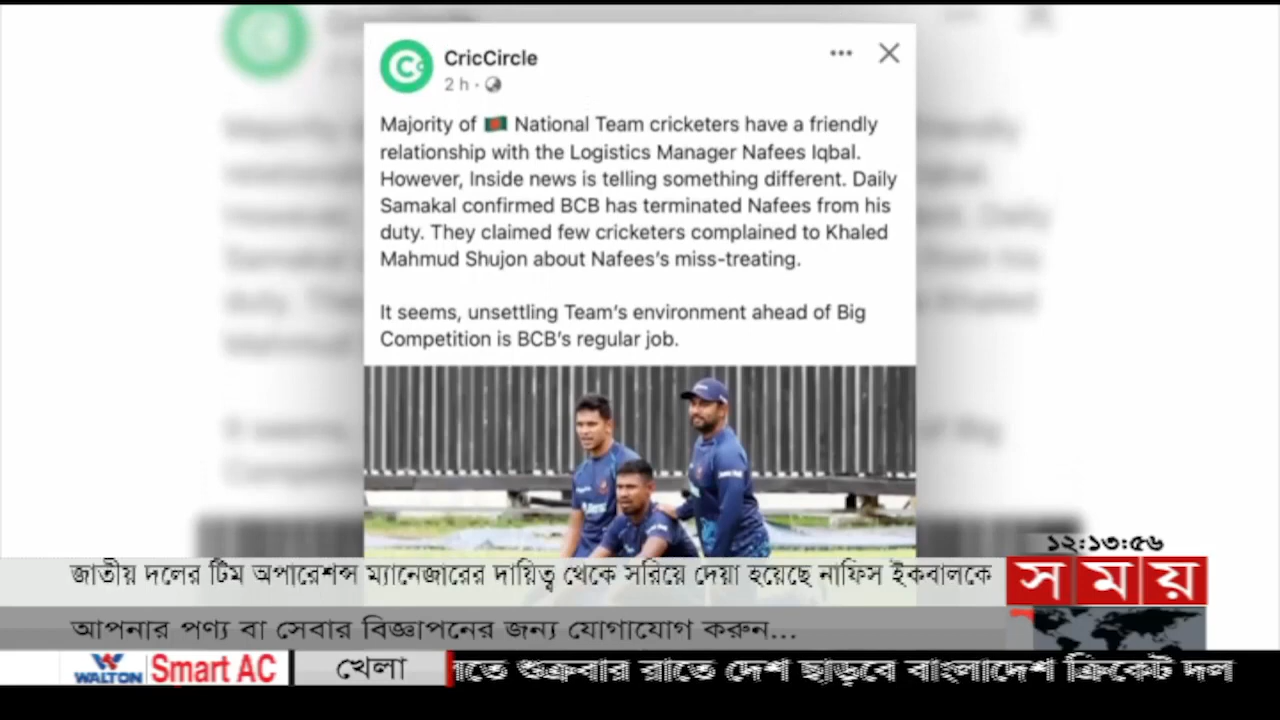 CricCircle
2 h ·
Majority of National Team cricketers have a friendly
relationship with the Logistics Manager Nafees Iqbal.
However, Inside news is telling something different. Daily
Samakal confirmed BCB has terminated Nafees from his
duty. They claimed few cricketers complained to Khaled
Mahmud Shujon about Nafees's miss-treating.
It seems, unsettling Team's environment ahead of Big
Competition is BCB's regular job.
১২:১৩:৫৬
জাতীয় দলের টিম অপারেশন্স ম্যানেজারের দায়িত্ব থেকে সরিয়ে দেয়া হয়েছে নাফিস ইকবালকে
সময়
আপনার পণ্য বা সেবার বিজ্ঞাপনের জন্য যোগাযোগ করুন...
WALTON Smart AC
খেলা
শুক্রবার রাতে দেশ ছাড়বে বাংলাদেশ ক্রিকেট দল